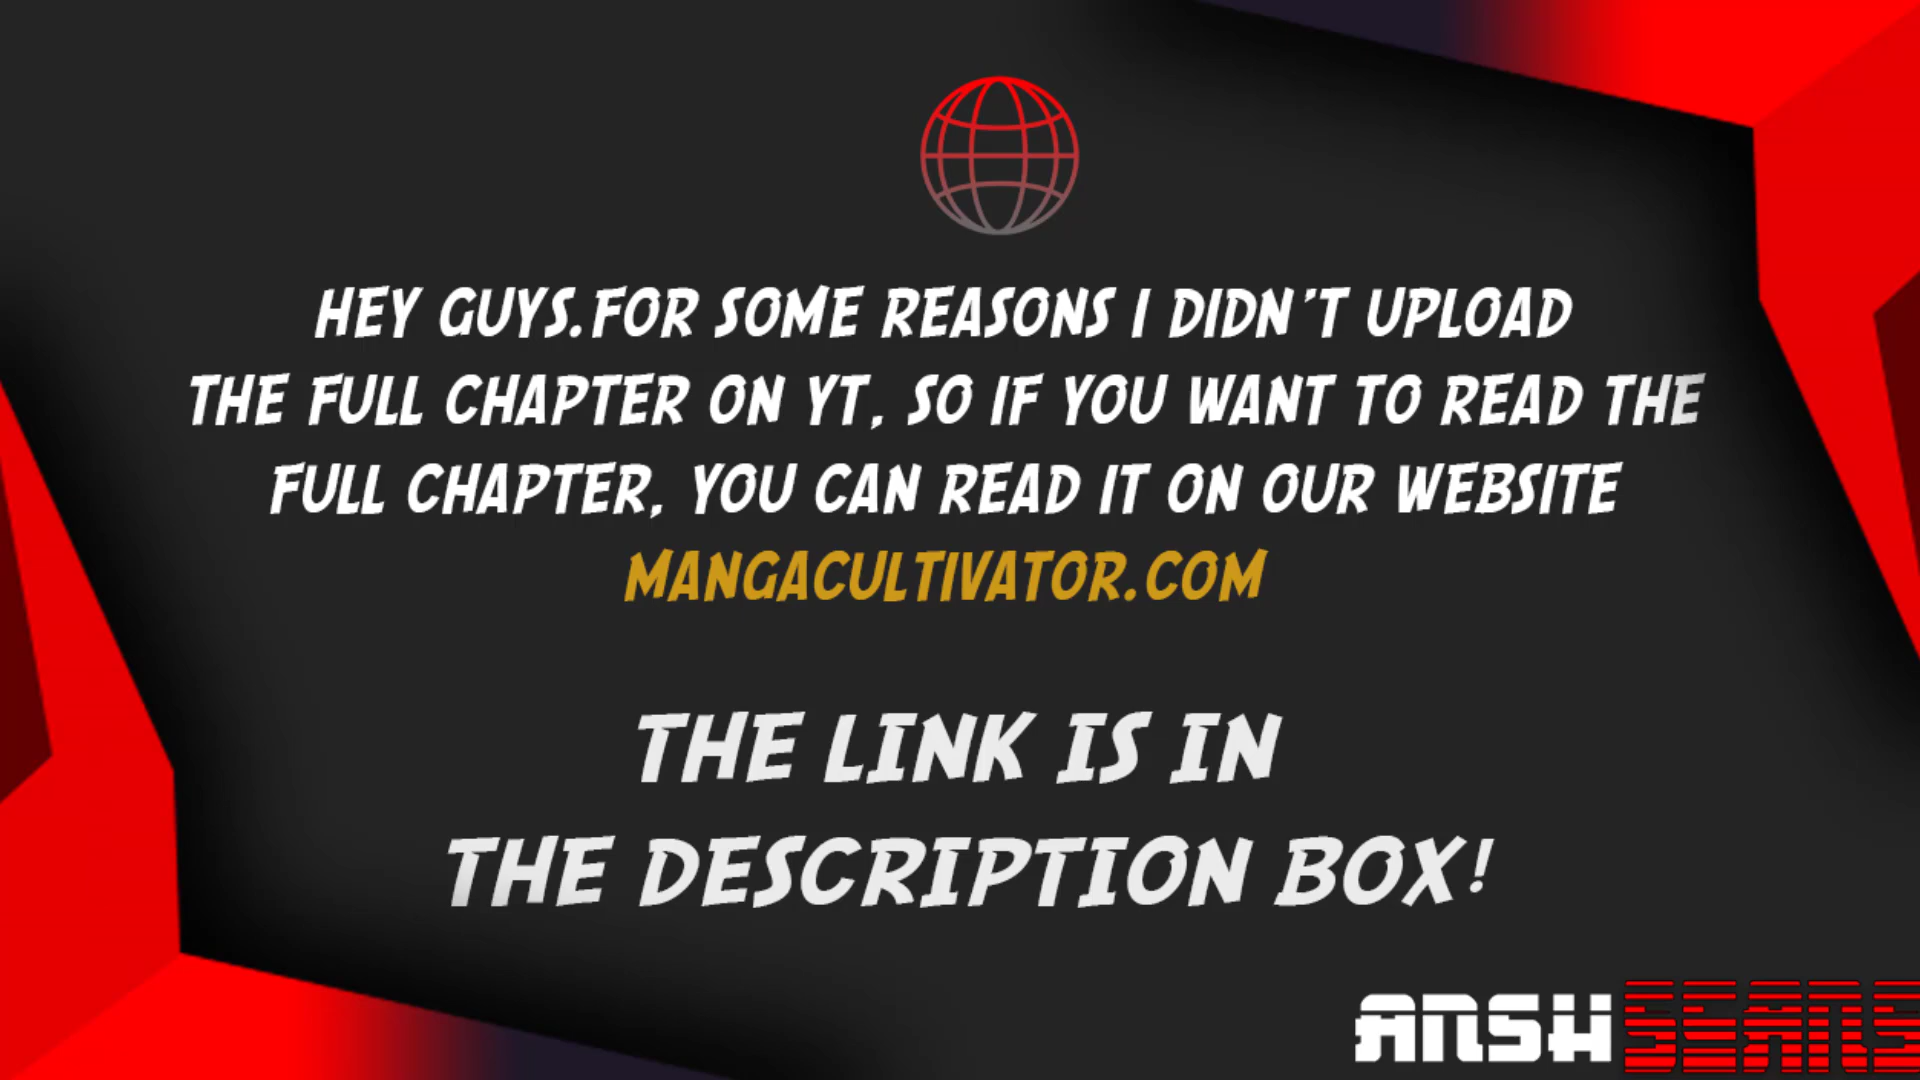 HEY GUYS.FOR SOME REASONS I DIDN'T UPLOAD
THE FULL CHAPTER ON YT, SO IF YOU WANT TO READ THE
FULL CHAPTER, YOU CAN READ IT ON OUR WEBSITE
MANGACULTIVATOR.COM
THE LINK IS IN
THE DESCRIPTION BOX!
ANSH SCANS